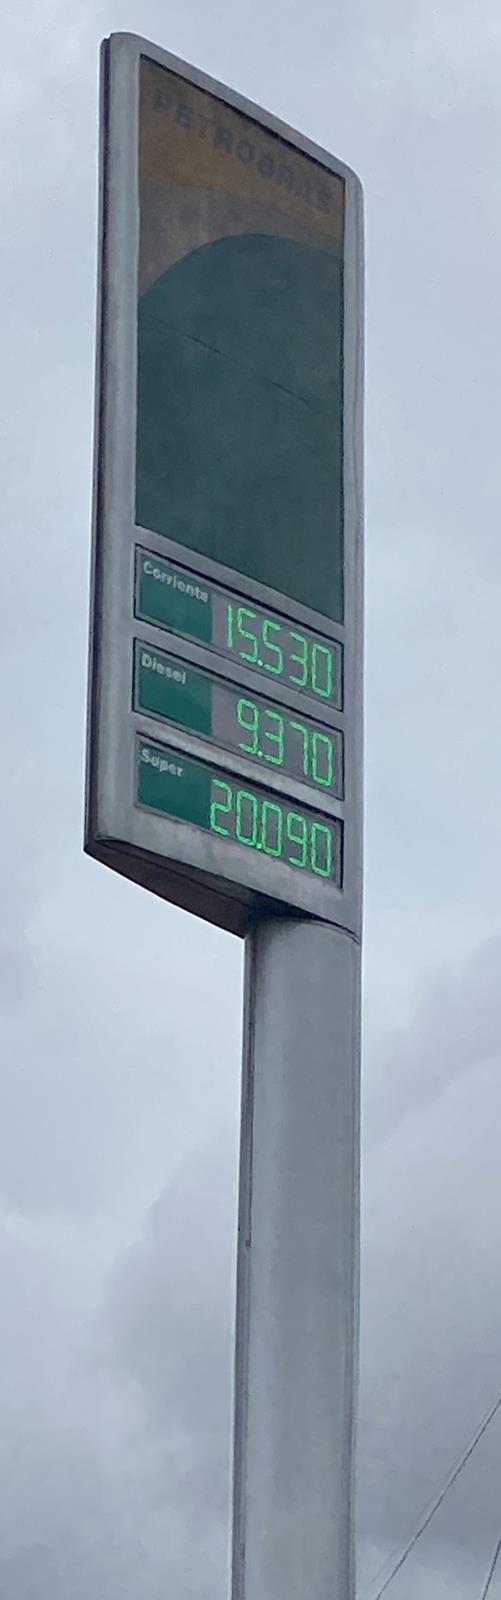 PETROBRAS
Corriente 15.530
Diesel 9.370
Super 20.090